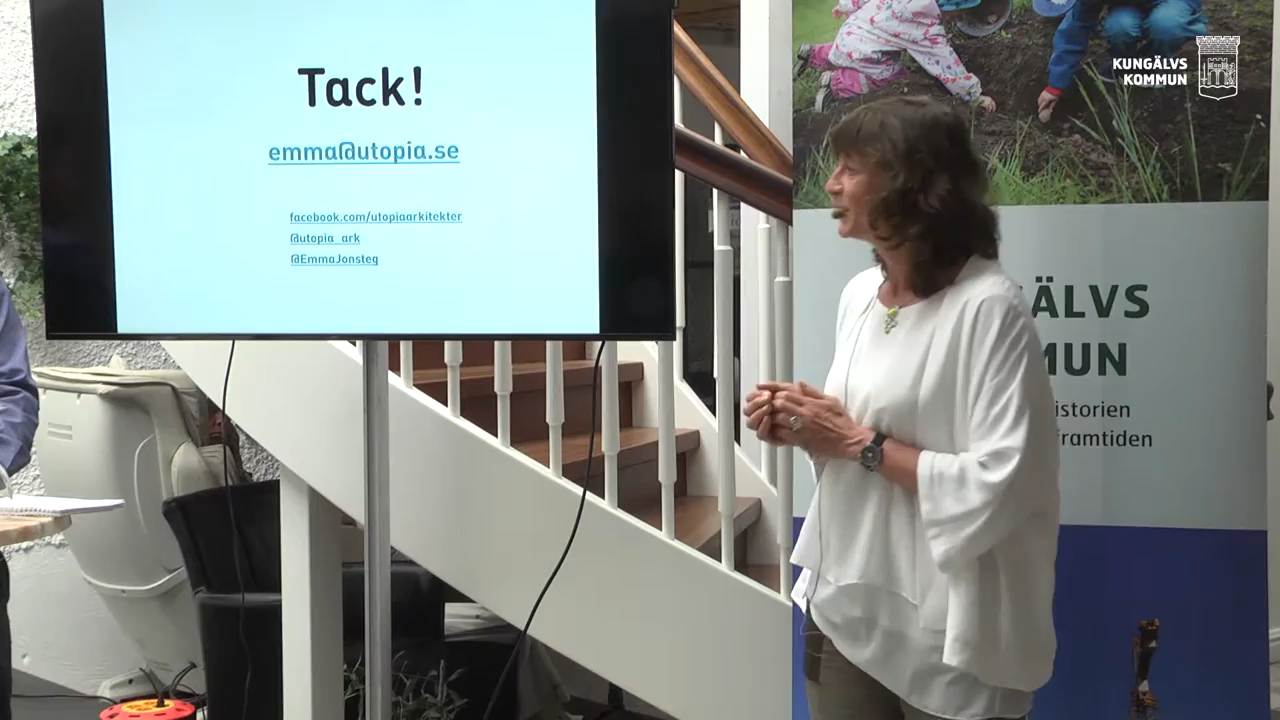 Tack!
emma@utopia.se
facebook.com/utopiaarkitekter
@utopia_ark
@EmmaJonsteg
KUNGÄLVS
KOMMUN
ÄLVS
MUN
istorien
framtiden